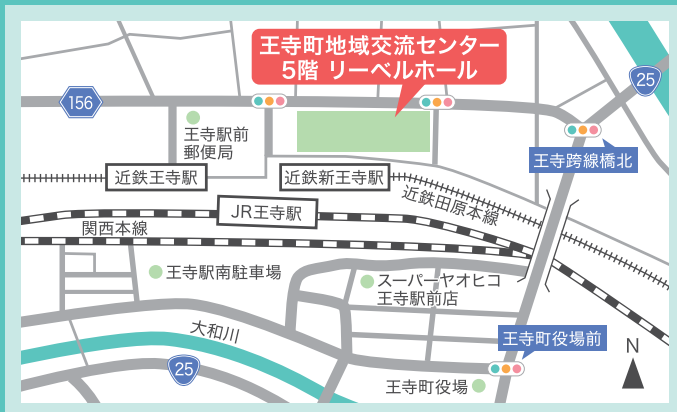 王寺町地域交流センター
5階 リーベルホール
25
156
王寺駅前
郵便局
王寺跨線橋北
近鉄王寺駅
近鉄新王寺駅
近鉄田原本線
JR王寺駅
関西本線
王寺駅南駐車場
スーパーヤオヒコ
王寺駅前店
大和川
王寺町役場前
N
25
王寺町役場